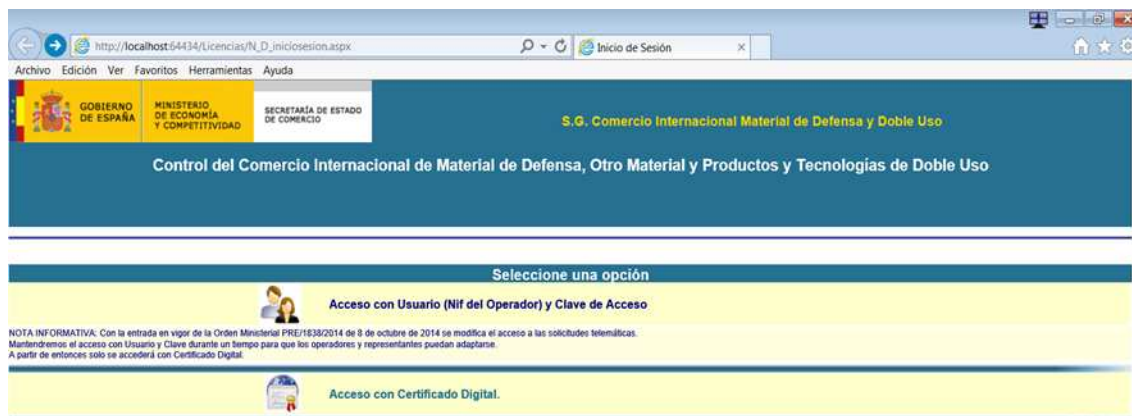 http://localhost:64434/Licencias/N_D_iniciosesion.aspx
Inicio de Sesión
Archivo Edición Ver Favoritos Herramientas Ayuda
GOBIERNO
DE ESPAÑA
MINISTERIO
DE ECONOMÍA
Y COMPETITIVIDAD
SECRETARÍA DE ESTADO
DE COMERCIO
S.G. Comercio Internacional Material de Defensa y Doble Uso
Control del Comercio Internacional de Material de Defensa, Otro Material y Productos y Tecnologías de Doble Uso
Seleccione una opción
Acceso con Usuario (Nif del Operador) y Clave de Acceso
NOTA INFORMATIVA: Con la entrada en vigor de la Orden Ministerial PRE/1838/2014 de 8 de octubre de 2014 se modifica el acceso a las solicitudes telemáticas.
Mantendremos el acceso con Usuario y Clave durante un tiempo para que los operadores y representantes puedan adaptarse.
A partir de entonces solo se accederá con Certificado Digital.
Acceso con Certificado Digital.